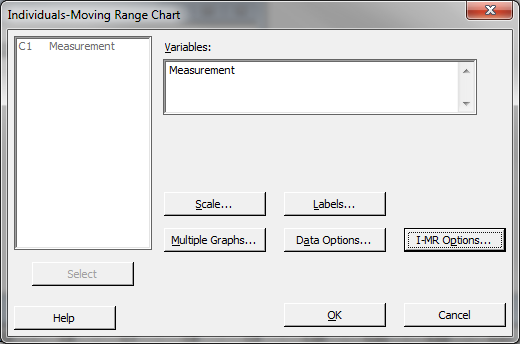 Individuals-Moving Range Chart
C1 Measurement
Variables:
Measurement
Scale...
Labels...
Multiple Graphs...
Data Options...
I-MR Options...
Select
Help
OK
Cancel